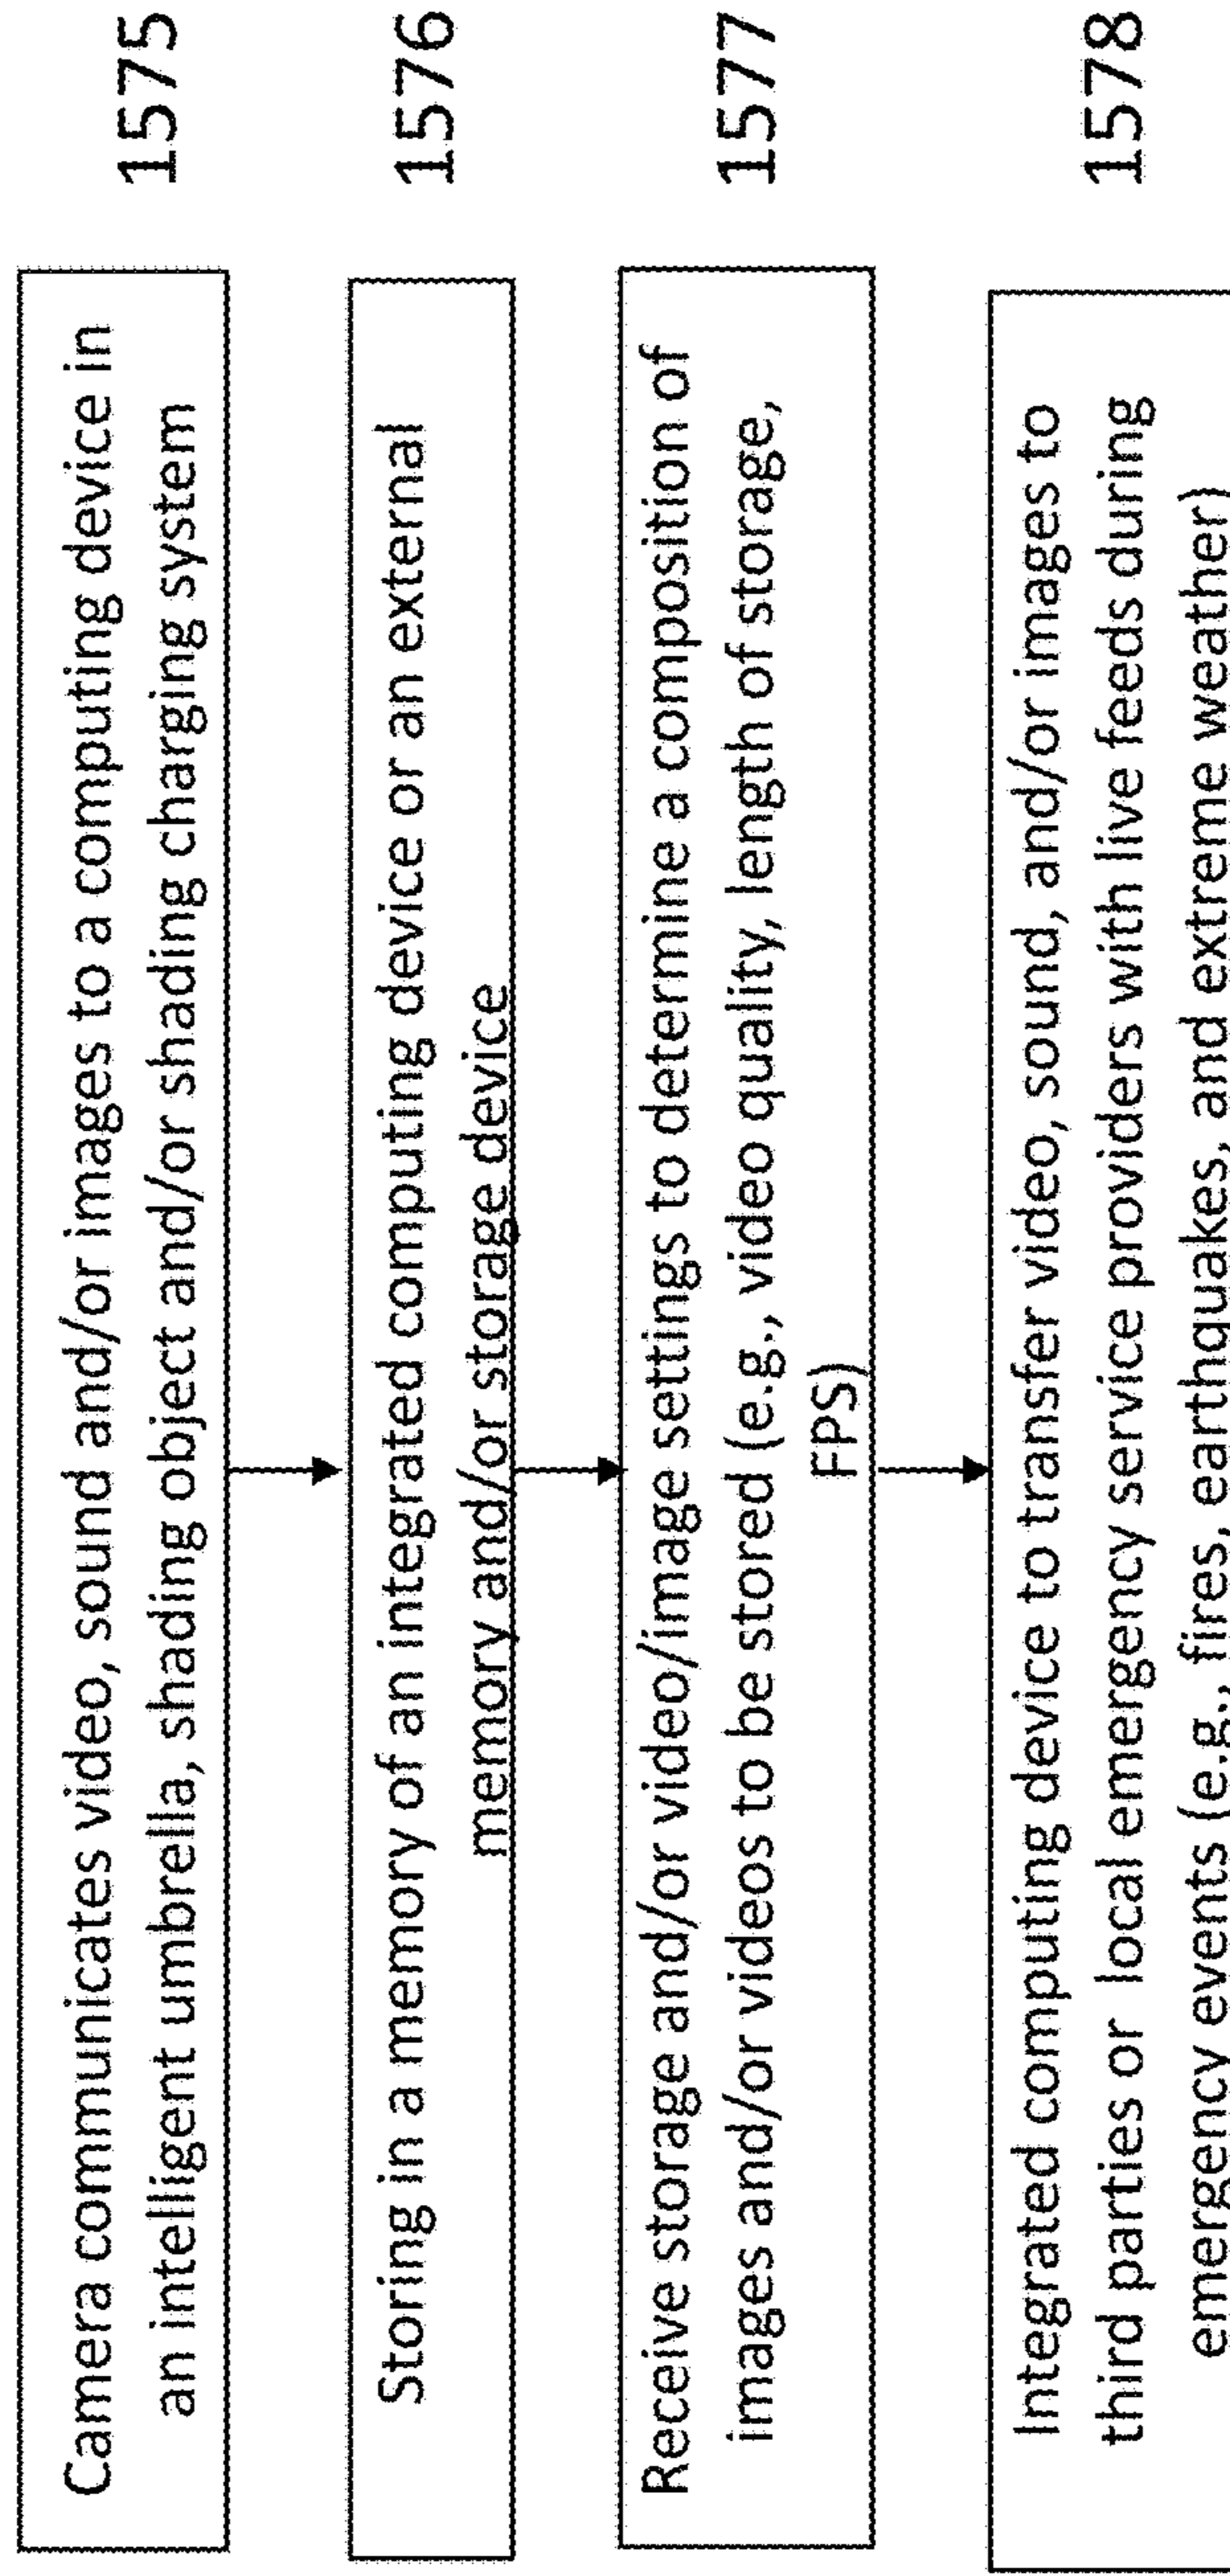 Camera communicates video, sound and/or images to a computing device in
an intelligent umbrella, shading object and/or shading charging system
1575
Storing in a memory of an integrated computing device or an external
memory and/or storage device
1576
Receive storage and/or video/image settings to determine a composition of
images and/or videos to be stored (e.g., video quality, length of storage,
FPS)
1577
Integrated computing device to transfer video, sound, and/or images to
third parties or local emergency service providers with live feeds during
emergency events (e.g., fires, earthquakes, and extreme weather)
1578